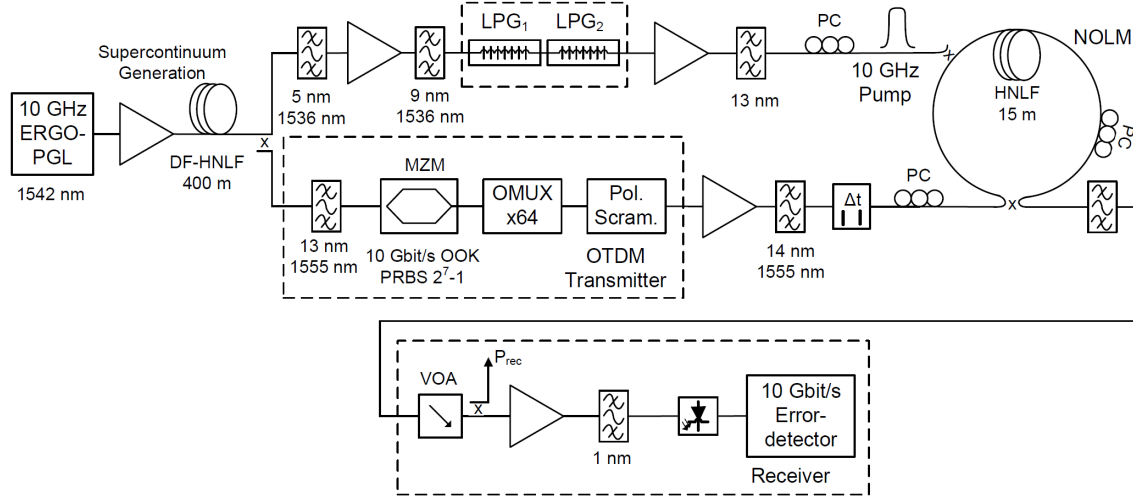 Supercontinuum
Generation
10 GHz
ERGO-
PGL
1542 nm
DF-HNLF
400 m
x
5 nm
1536 nm
9 nm
1536 nm
LPG₁
LPG₂
13 nm
PC
10 GHz
Pump
x
HNLF
15 m
NOLM
PC
13 nm
1555 nm
MZM
10 Gbit/s OOK
PRBS 2⁷-1
OMUX
x64
Pol.
Scram.
OTDM
Transmitter
14 nm
1555 nm
Δt
PC
x
VOA
x
P_rec
1 nm
10 Gbit/s
Error-
detector
Receiver